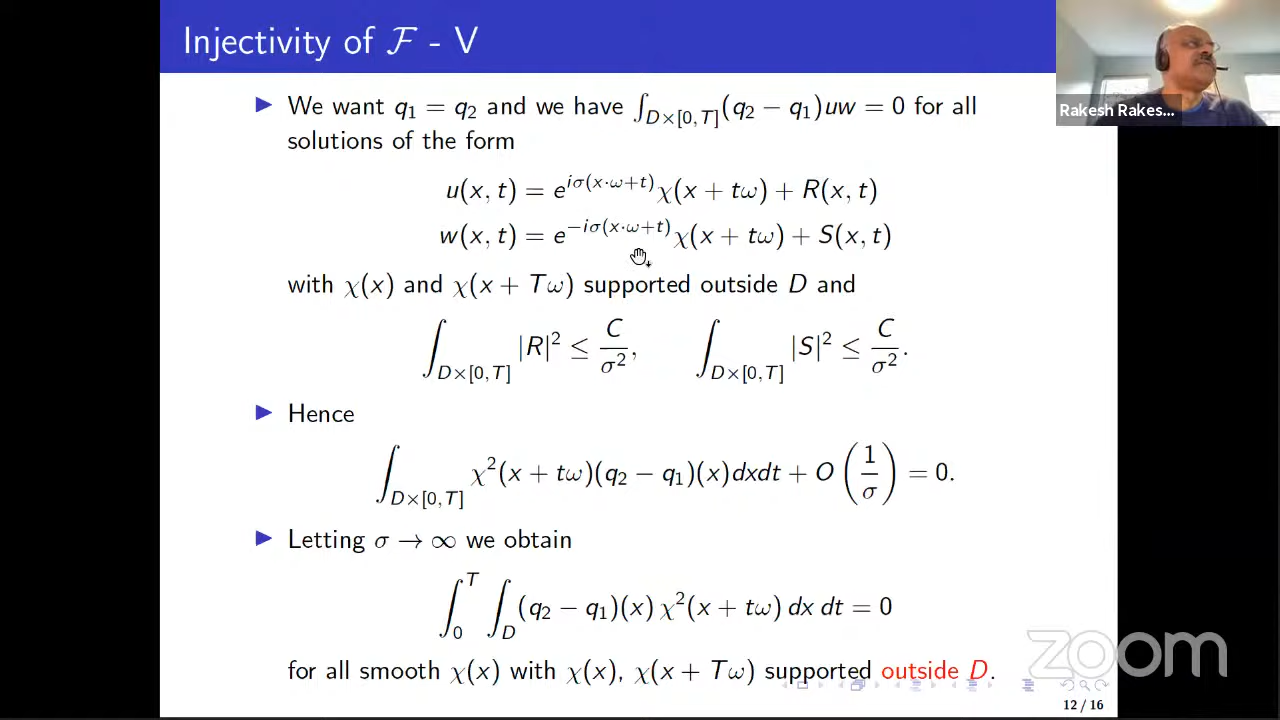 Injectivity of ℱ - V
▶ We want q₁ = q₂ and we have ∫_{D×[0,T]} (q₂ − q₁)uw = 0 for all
solutions of the form
u(x, t) = e^{iσ(x·ω+t)} χ(x + tω) + R(x, t)
w(x, t) = e^{−iσ(x·ω+t)} χ(x + tω) + S(x, t)
with χ(x) and χ(x + Tω) supported outside D and
∫_{D×[0,T]} |R|² ≤ C/σ², ∫_{D×[0,T]} |S|² ≤ C/σ².
▶ Hence
∫_{D×[0,T]} χ²(x + tω)(q₂ − q₁)(x)dxdt + O(1/σ) = 0.
▶ Letting σ → ∞ we obtain
∫₀^T ∫_D (q₂ − q₁)(x) χ²(x + tω) dx dt = 0
for all smooth χ(x) with χ(x), χ(x + Tω) supported outside D.
12 / 16
Rakesh Rakes...
zoom